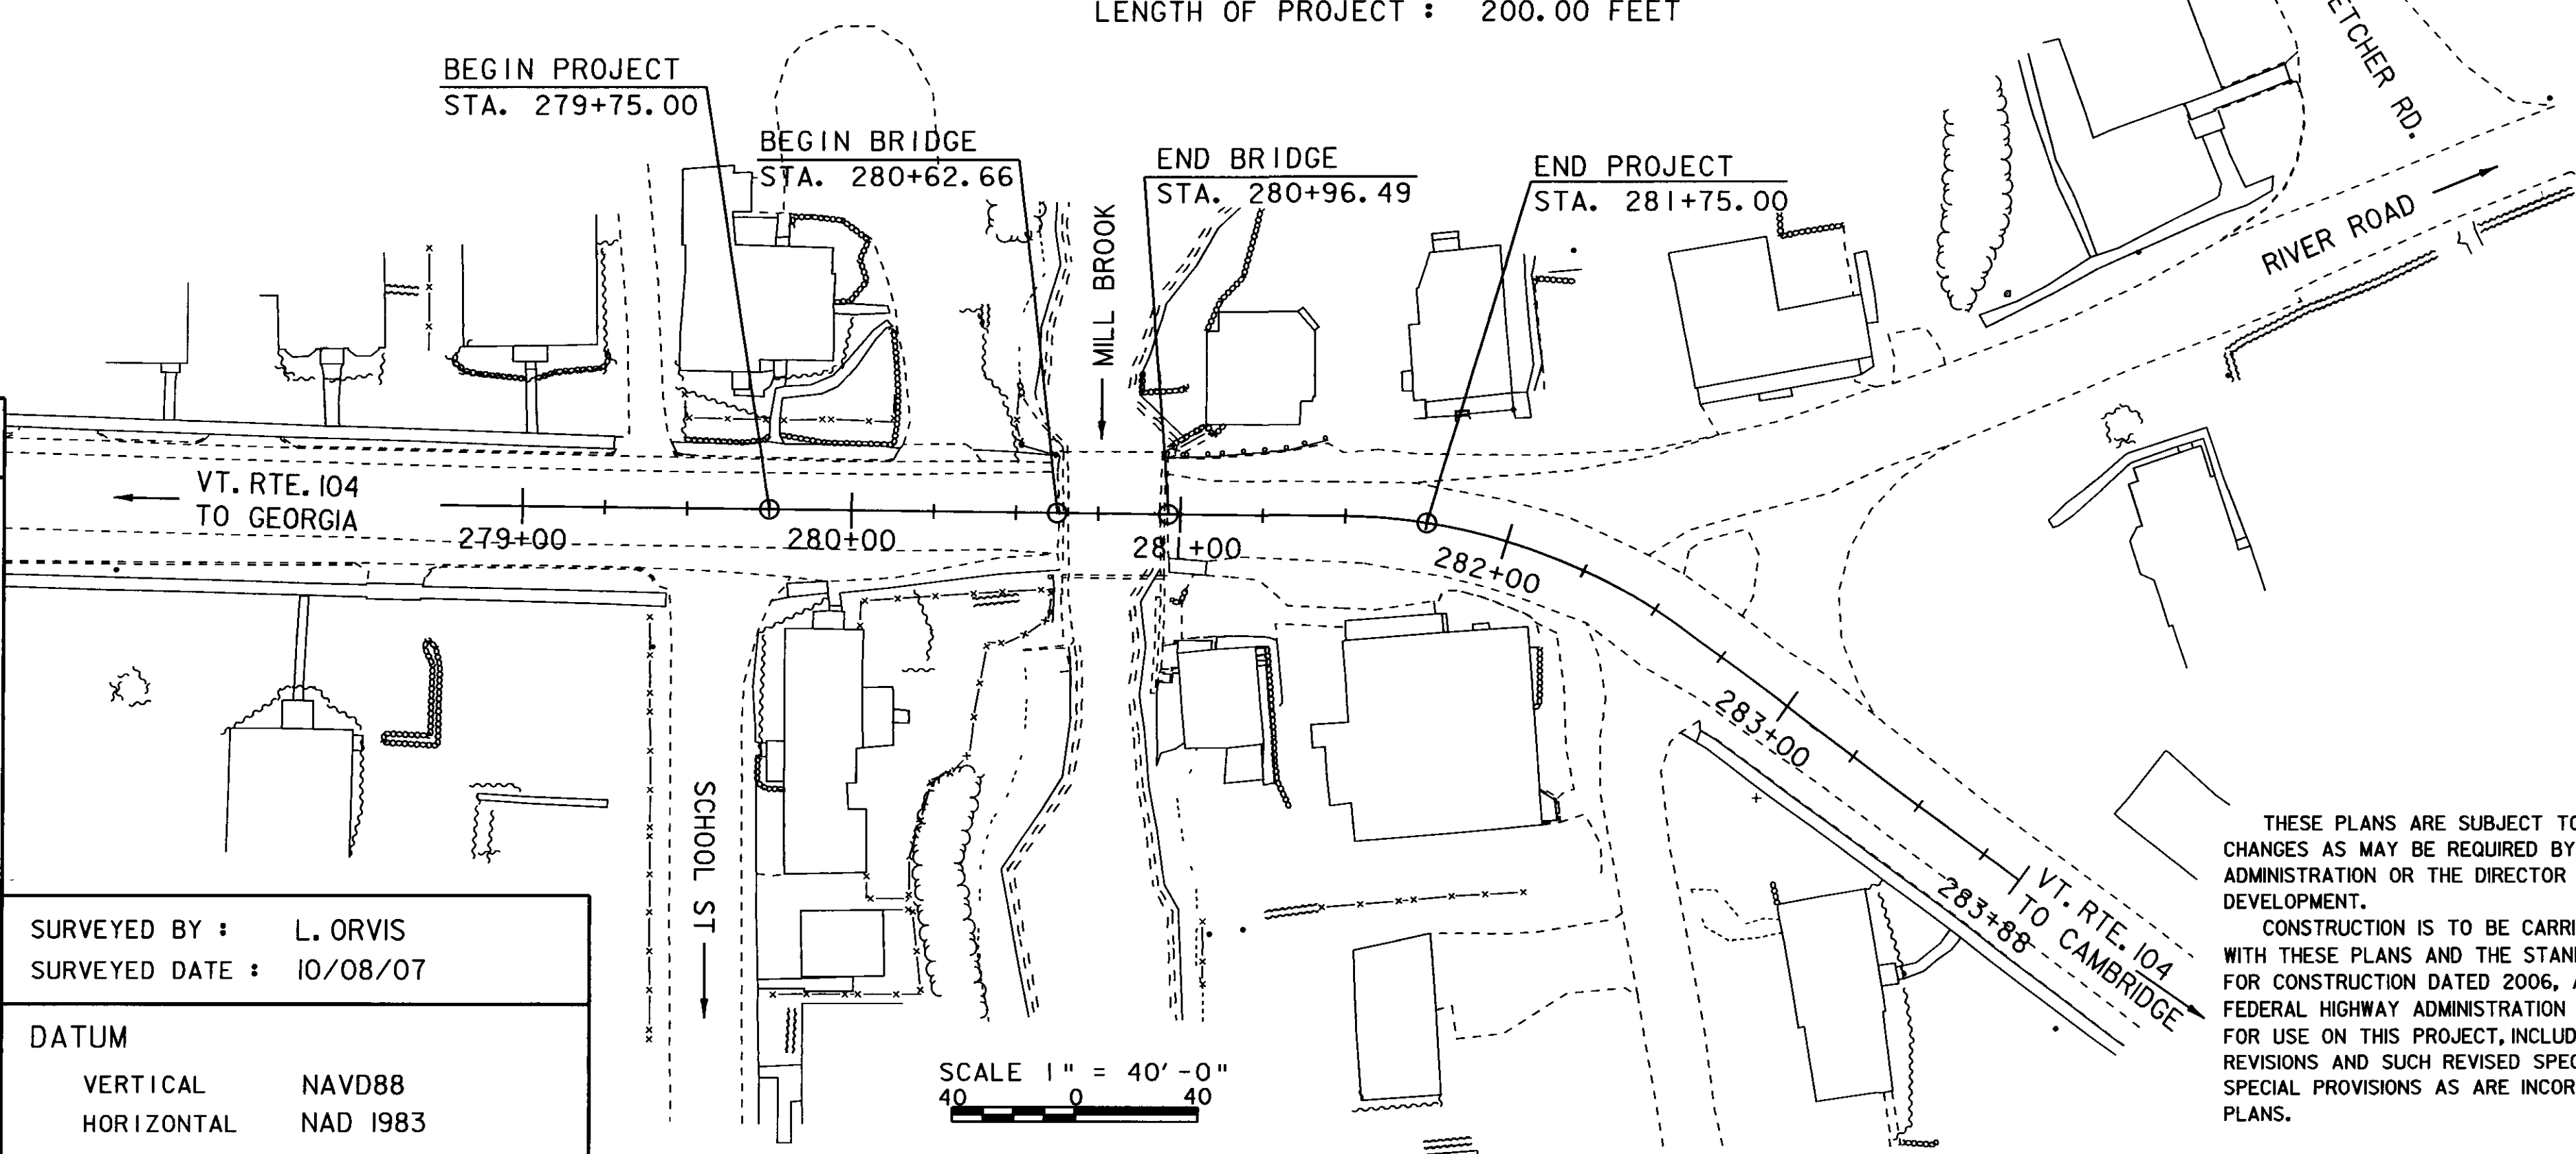 LENGTH OF PROJECT : 200.00 FEET
BEGIN PROJECT
STA. 279+75.00
BEGIN BRIDGE
STA. 280+62.66
END BRIDGE
STA. 280+96.49
END PROJECT
STA. 281+75.00
MILL BROOK
RD.
RIVER ROAD
VT. RTE. 104
TO GEORGIA
279+00
280+00
281+00
282+00
283+00
283+88
VT. RTE. 104
TO CAMBRIDGE
SCHOOL ST
SURVEYED BY : L. ORVIS
SURVEYED DATE : 10/08/07
DATUM
VERTICAL NAVD88
HORIZONTAL NAD 1983
SCALE 1" = 40'-0"
40 0 40
THESE PLANS ARE SUBJECT TO
CHANGES AS MAY BE REQUIRED BY
ADMINISTRATION OR THE DIRECTOR
DEVELOPMENT.
CONSTRUCTION IS TO BE CARRI
WITH THESE PLANS AND THE STAN
FOR CONSTRUCTION DATED 2006, A
FEDERAL HIGHWAY ADMINISTRATION
FOR USE ON THIS PROJECT, INCLUD
REVISIONS AND SUCH REVISED SPEC
SPECIAL PROVISIONS AS ARE INCOR
PLANS.